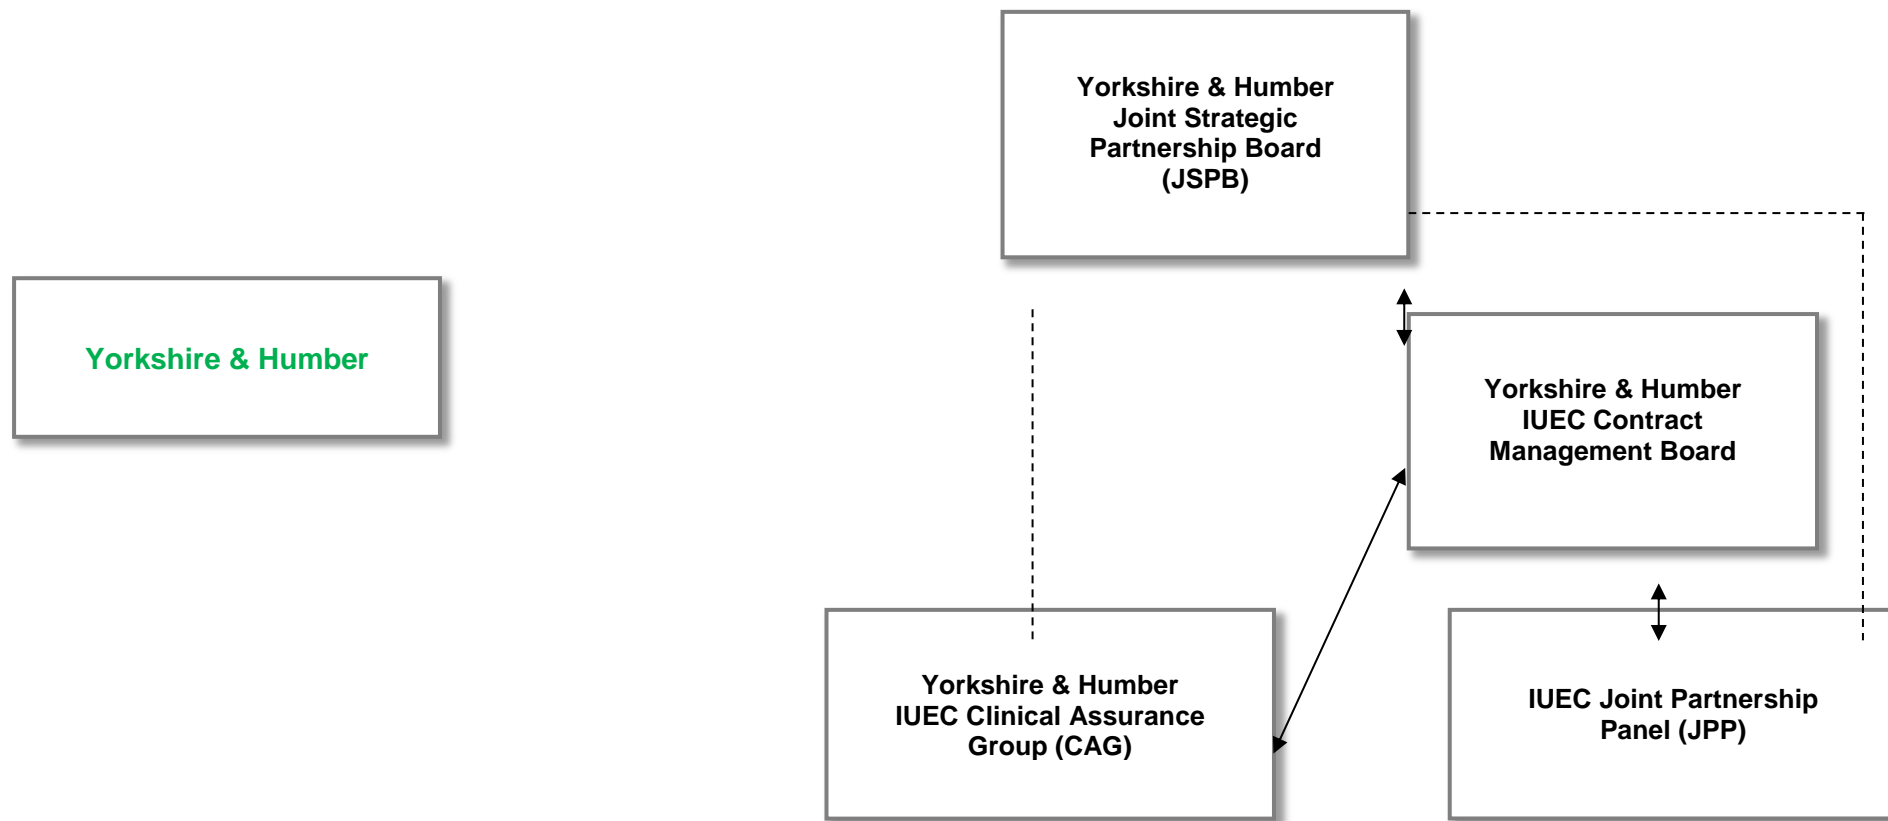 Yorkshire & Humber
Joint Strategic
Partnership Board
(JSPB)
Yorkshire & Humber
Yorkshire & Humber
IUEC Contract
Management Board
Yorkshire & Humber
IUEC Clinical Assurance
Group (CAG)
IUEC Joint Partnership
Panel (JPP)